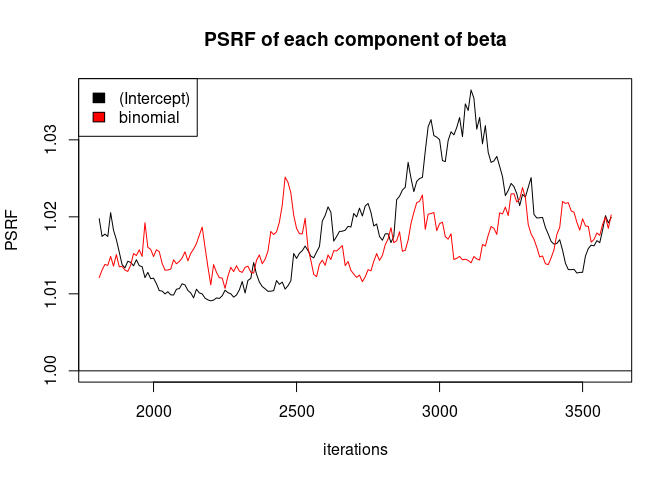 PSRF of each component of beta
(Intercept)
binomial
PSRF
1.03
1.02
1.01
1.00
2000 2500 3000 3500
iterations